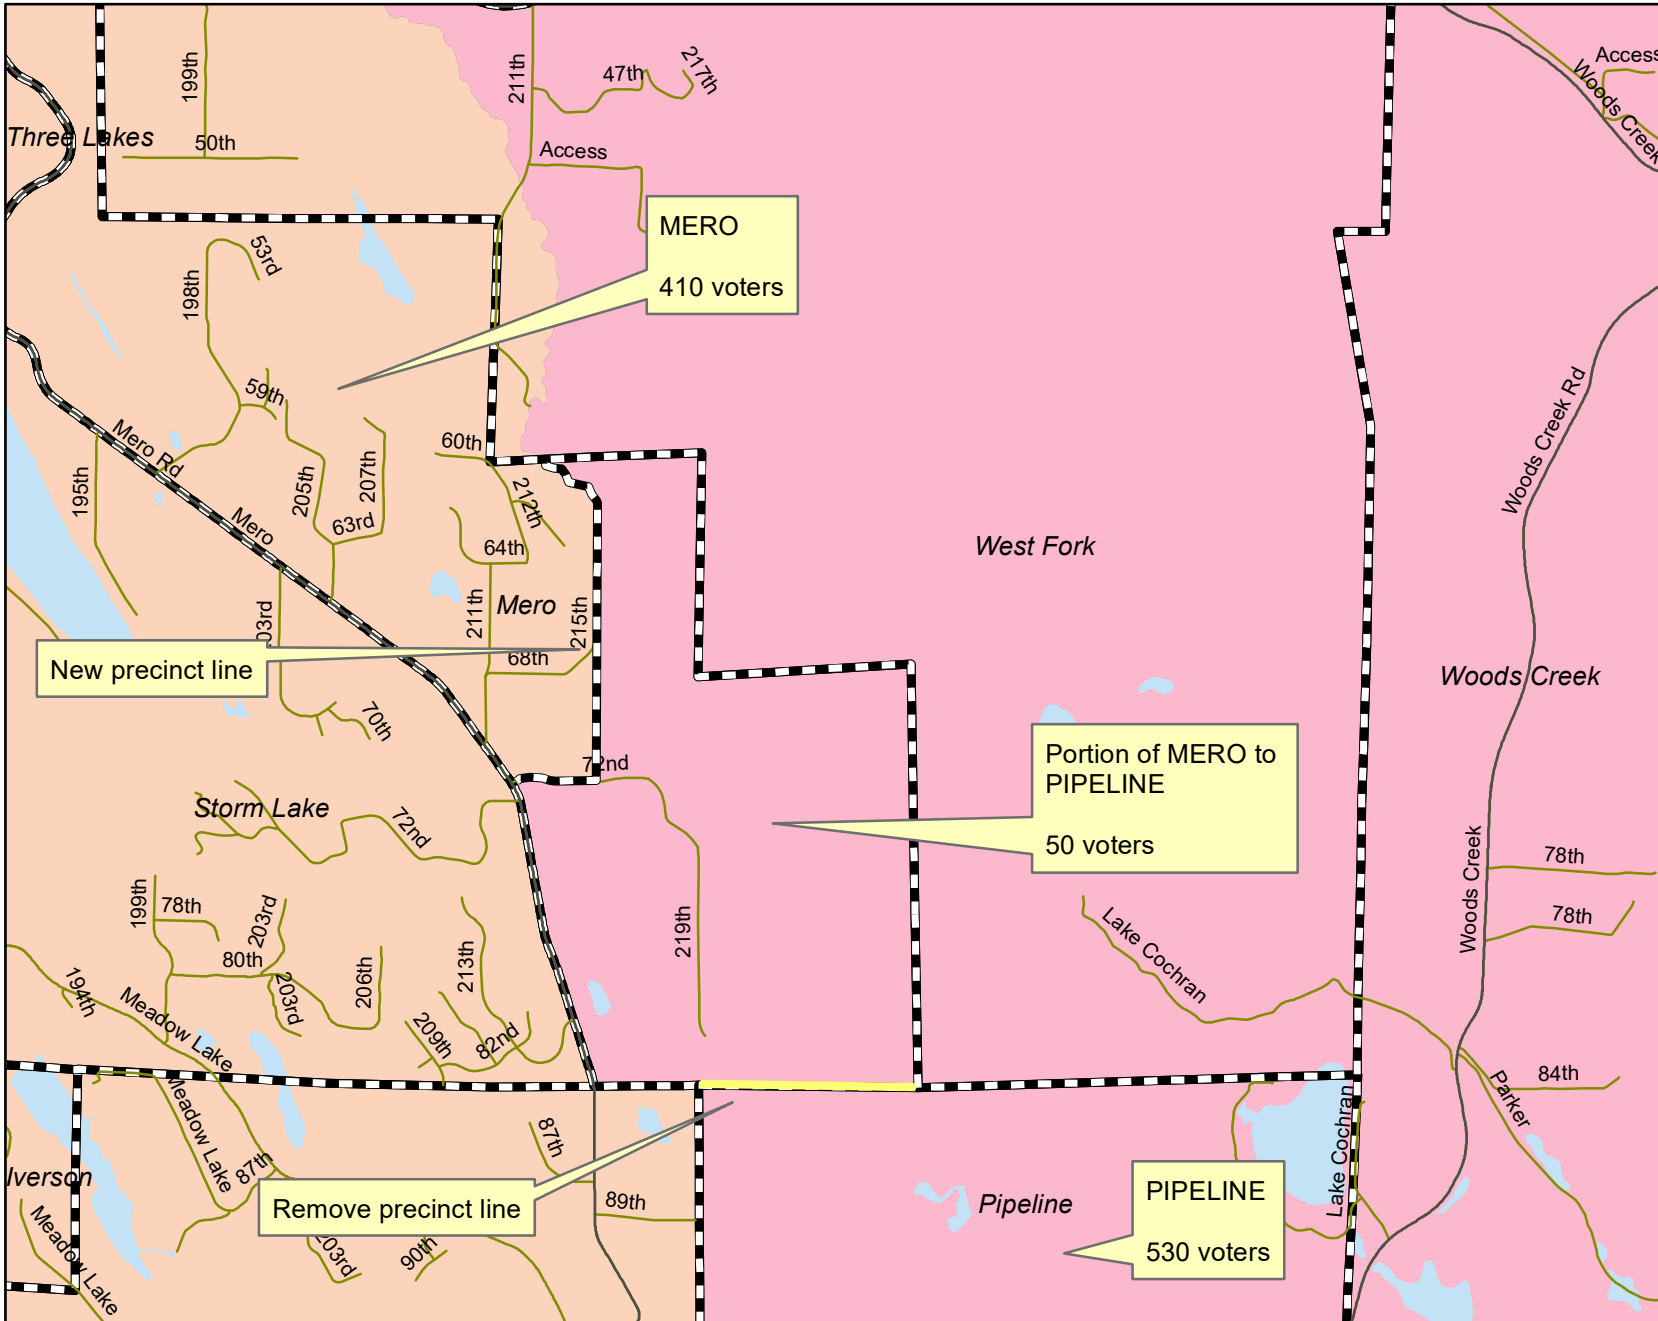 199th
211th
47th
217th
Access
Woods Creek
Three Lakes
50th
Access
MERO
410 voters
53rd
198th
59th
Mero Rd
195th
205th
207th
60th
63rd
212th
Mero
64th
211th
Mero
215th
68th
03rd
New precinct line
70th
West Fork
Woods Creek Rd
Woods Creek
72nd
Portion of MERO to
PIPELINE
50 voters
Storm Lake
72nd
219th
Woods Creek
78th
78th
199th
78th
203rd
80th
203rd
206th
213th
194th
Meadow Lake
209th
82nd
Lake Cochran
84th
Parker
Meadow Lake
87th
87th
Lake Cochran
Iverson
Remove precinct line
89th
Pipeline
PIPELINE
530 voters
Meadow Lake
203rd
90th